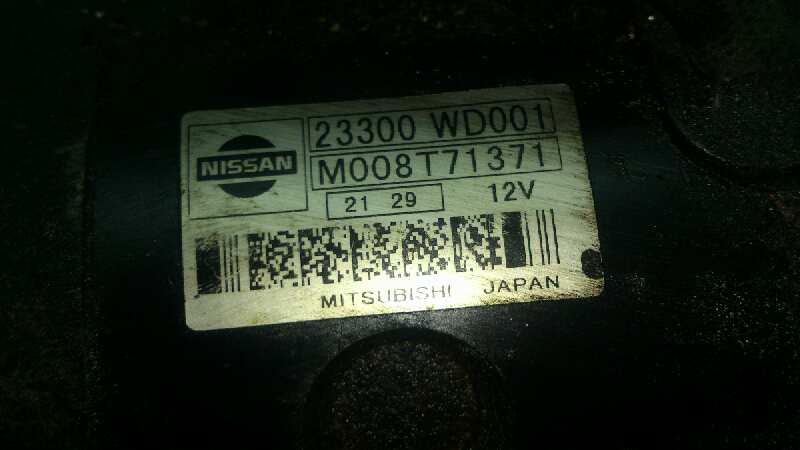 NISSAN
23300 WD001
M008T71371
21 29
12V
MITSUBISHI JAPAN